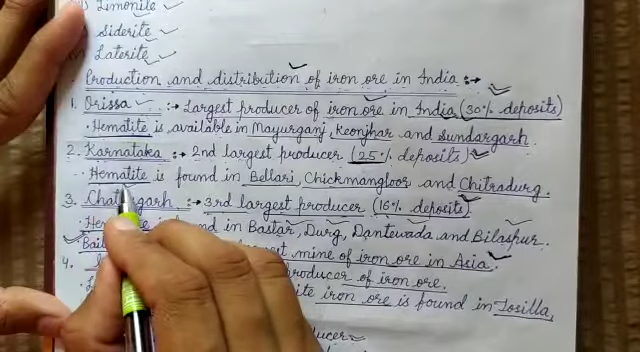 Limonite
Siderite
Laterite
Production and distribution of iron ore in India :→
1. Orissa :→ Largest producer of iron ore in India (30% deposits)
· Hematite is available in Mayurganj, Keonjhar and Sundargarh.
2. Karnataka :→ 2nd largest producer (25% deposits)
· Hematite is found in Bellari, Chickmangloor and Chitradurg.
3. :→ 3rd largest producer (16% deposits).
found in Bastar, Durg, Dantewada and Bilaspur.
mine of iron ore in Asia
4. producer of iron ore.
iron ore is found in Tosilla,